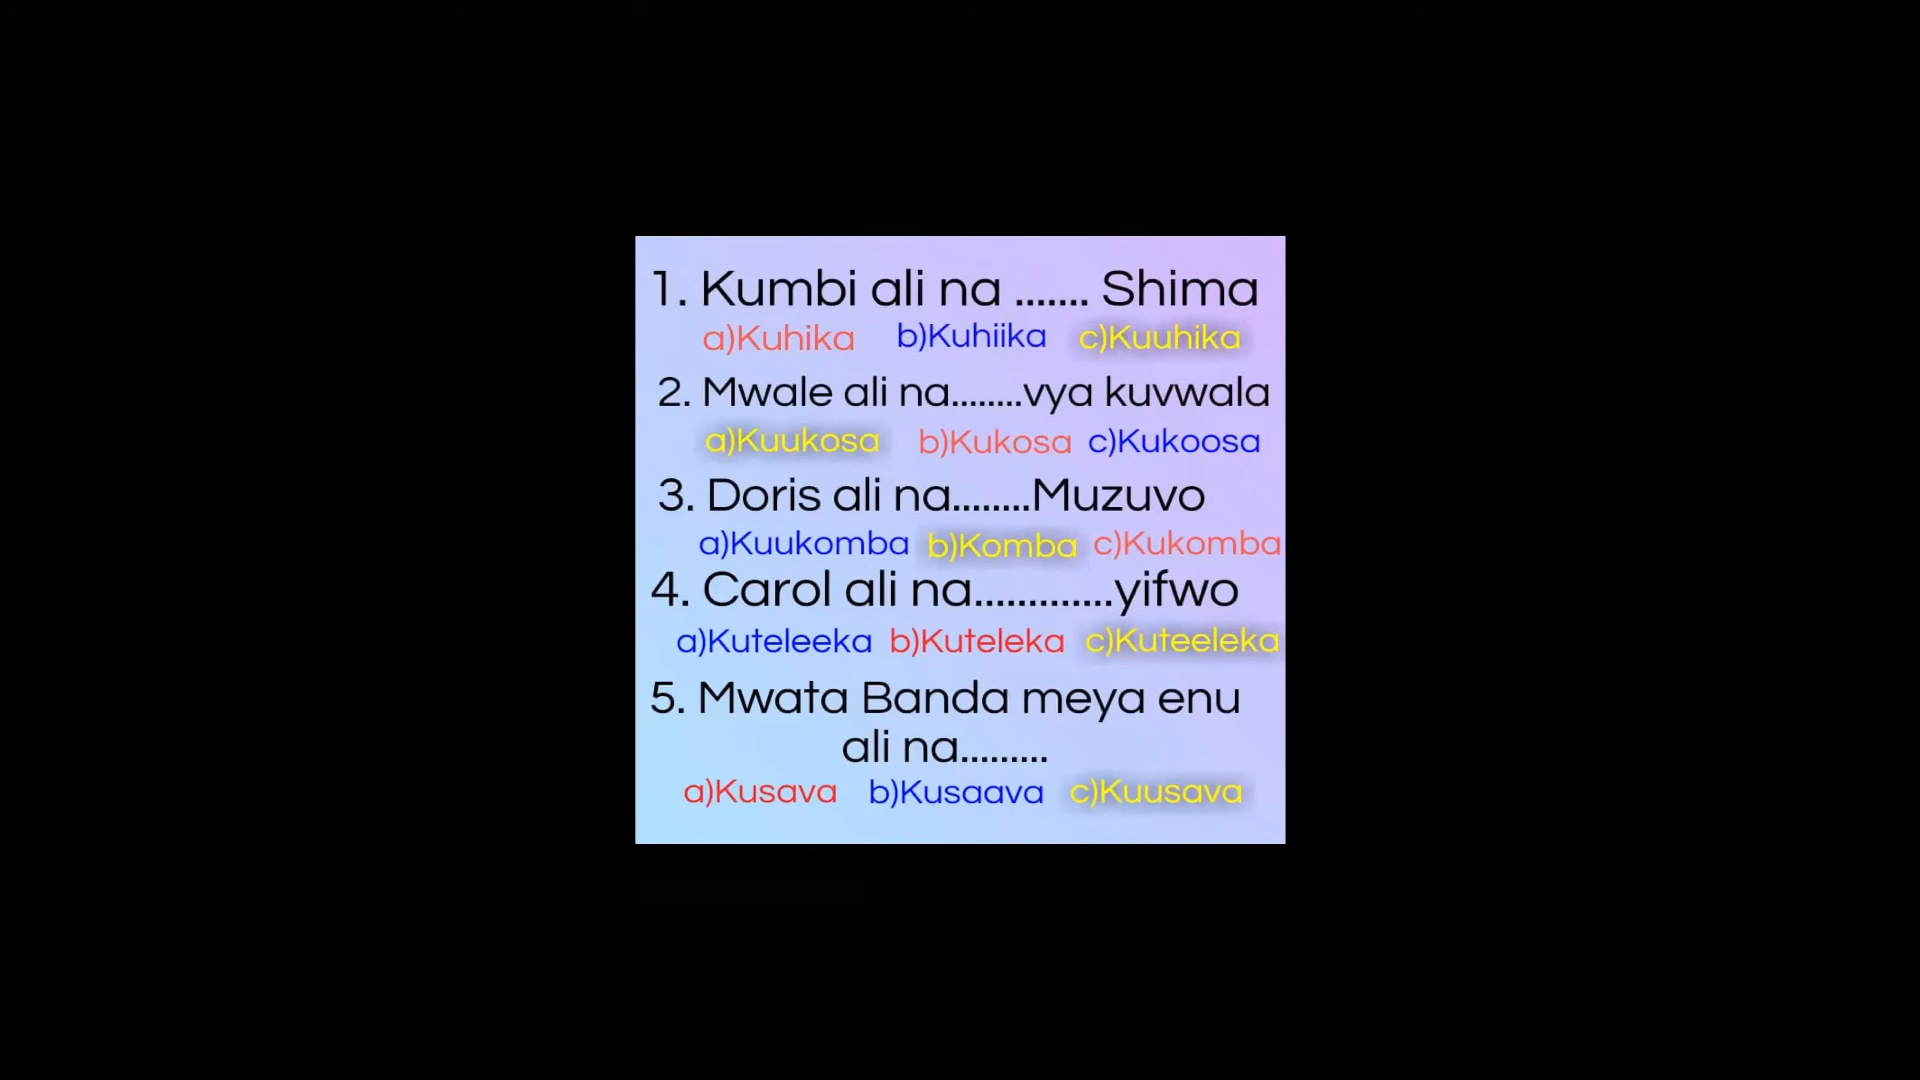 1. Kumbi ali na ....... Shima
a)Kuhika b)Kuhiika c)Kuuhika
2. Mwale ali na........vya kuvwala
a)Kuukosa b)Kukosa c)Kukoosa
3. Doris ali na........Muzuvo
a)Kuukomba b)Komba c)Kukomba
4. Carol ali na.............yifwo
a)Kuteleeka b)Kuteleka c)Kuteeleka
5. Mwata Banda meya enu
ali na.........
a)Kusava b)Kusaava c)Kuusava